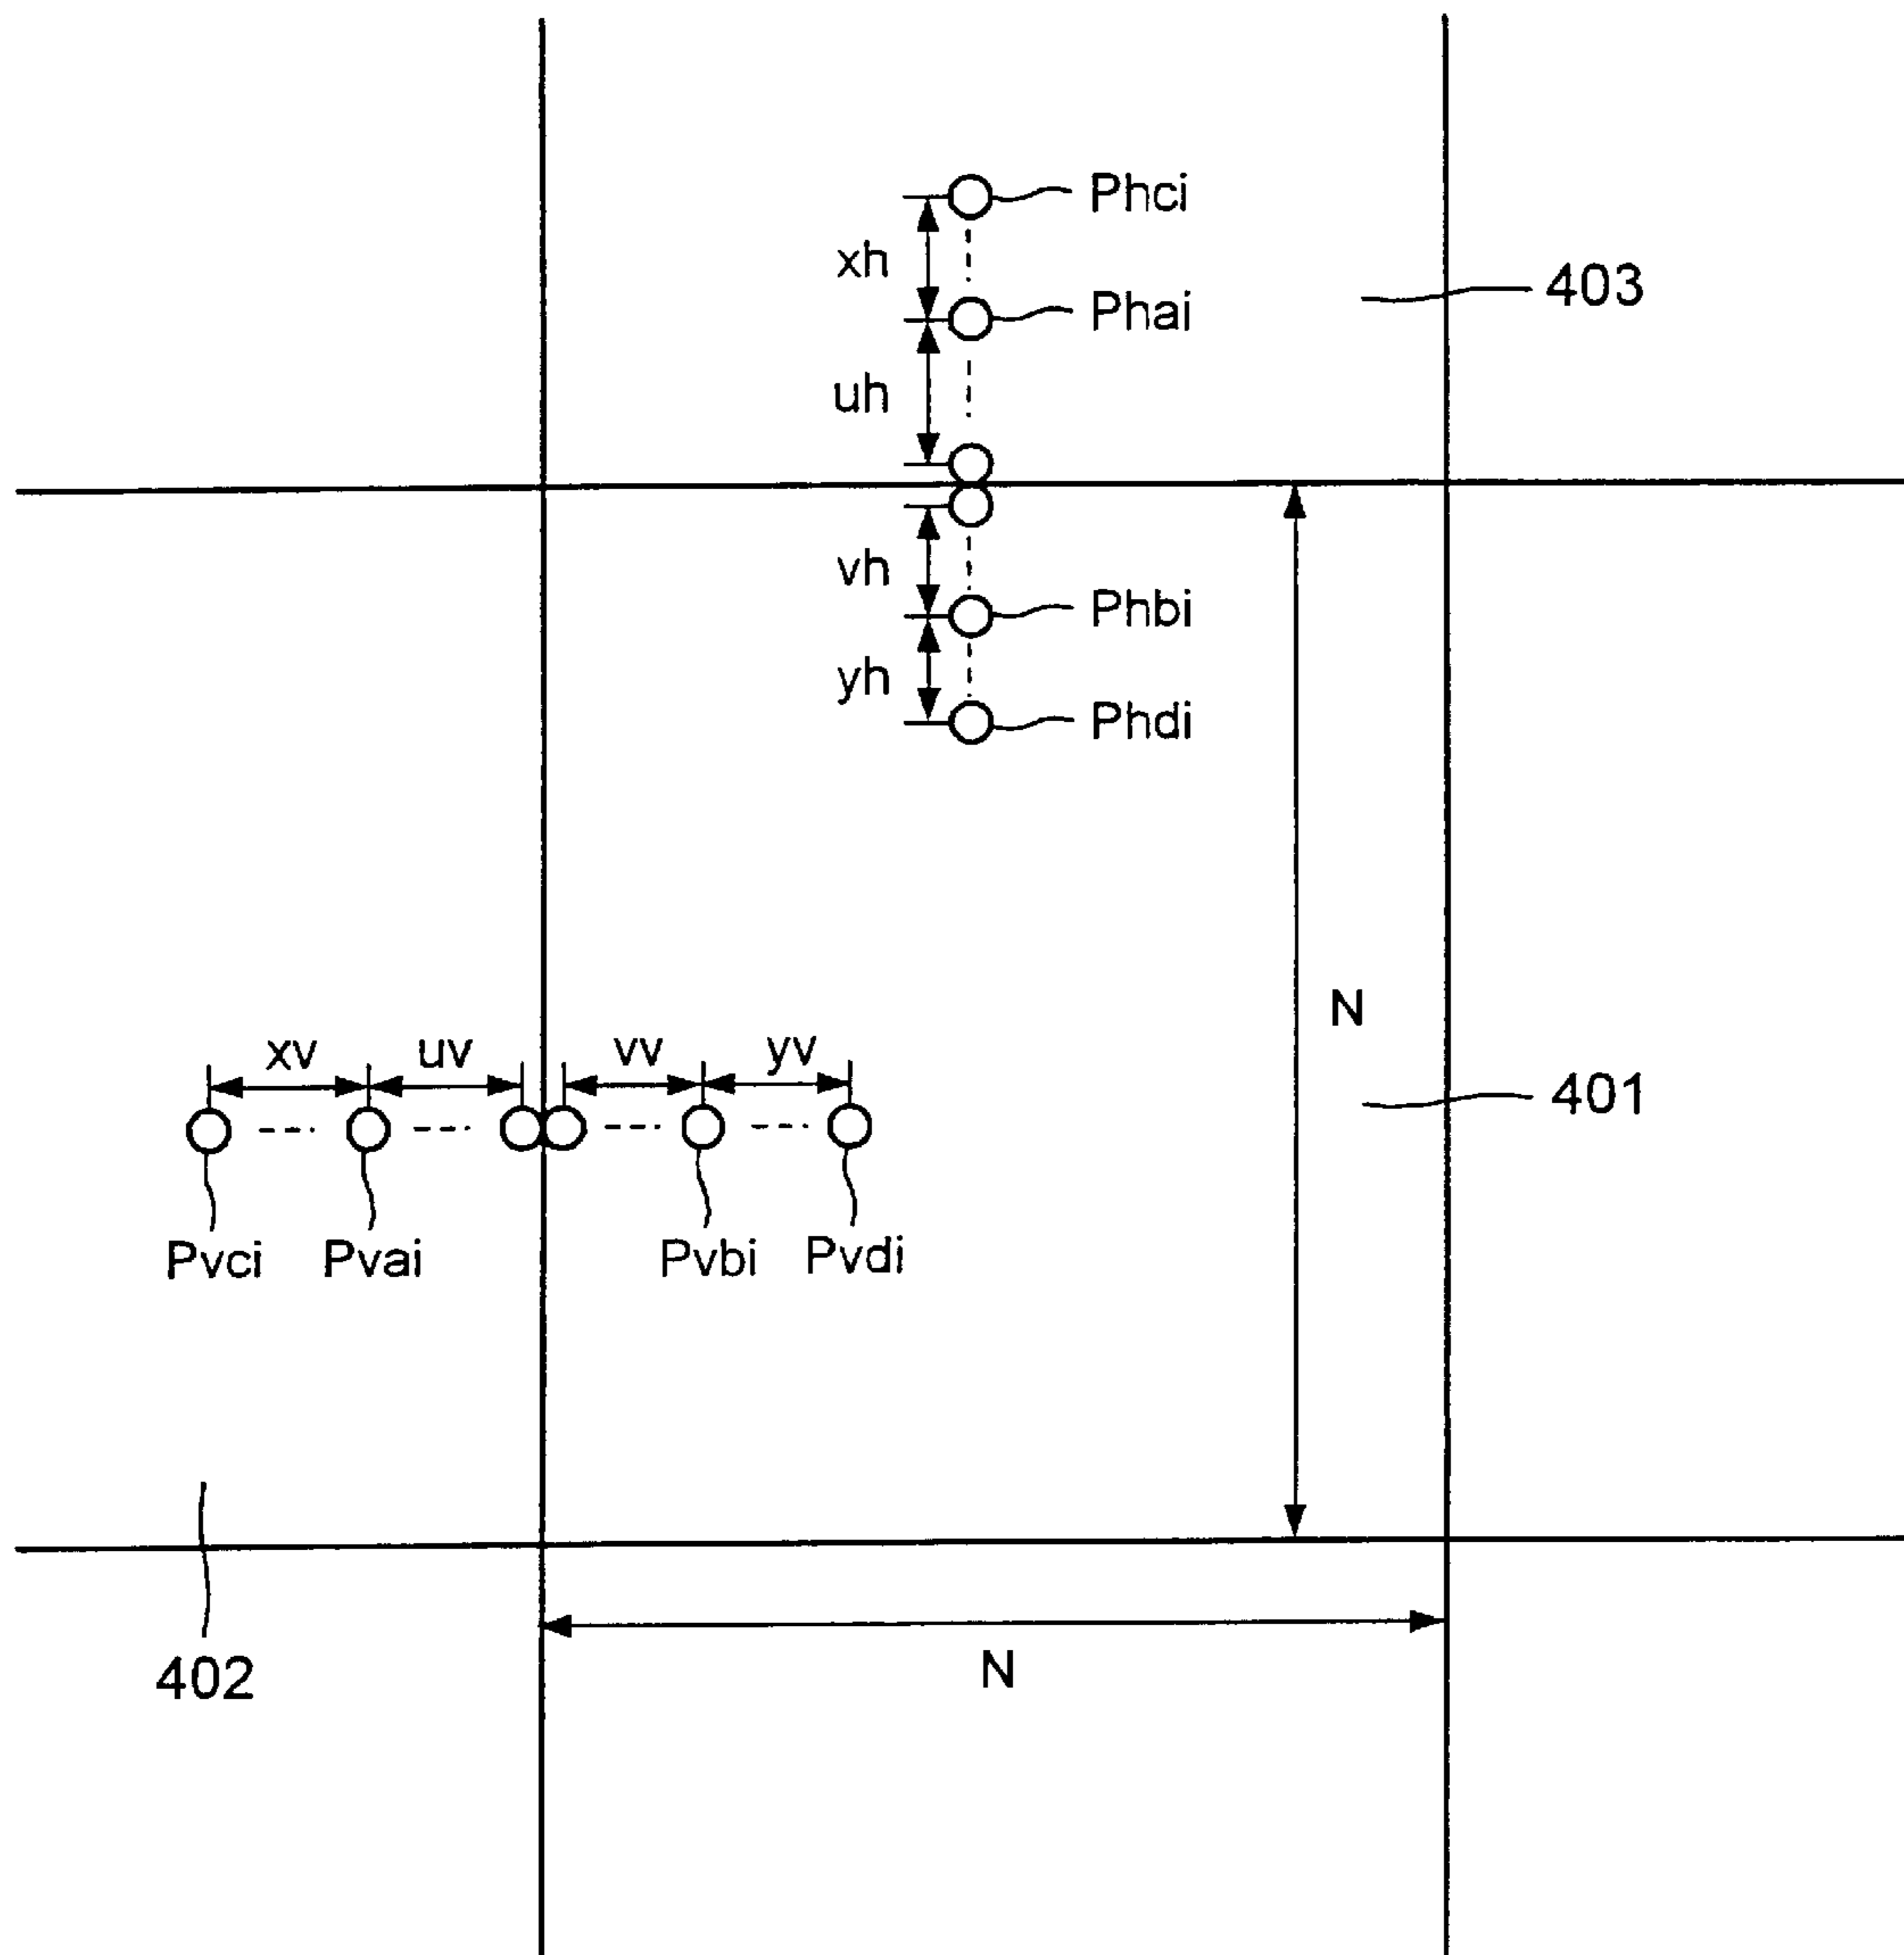 Phci
xh
403
Phai
uh
vh
Phbi
yh
Phdi
N
xv uv vv yv
401
Pvci Pvai Pvbi Pvdi
402
N